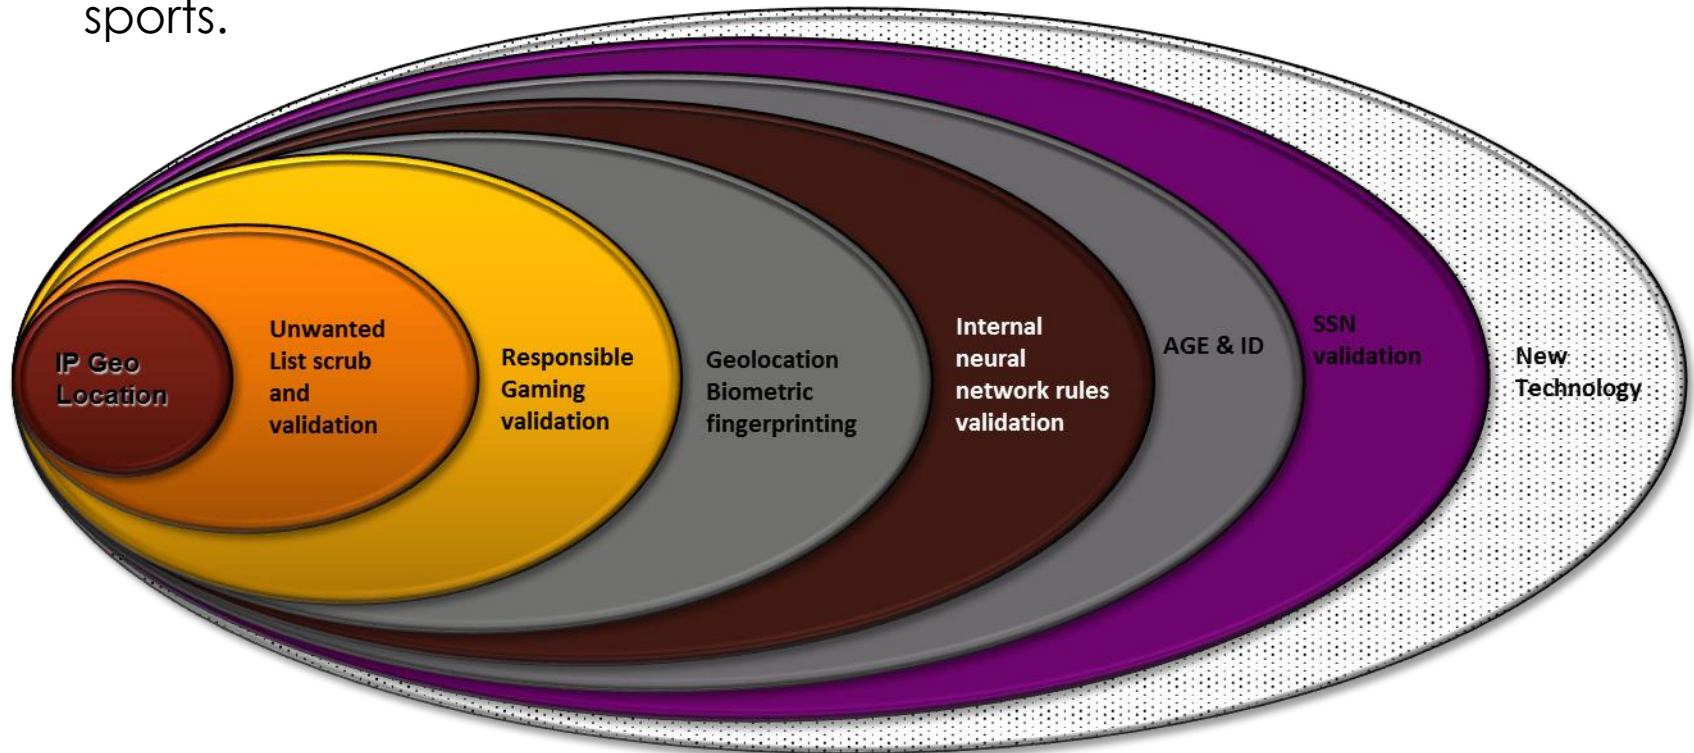 sports.
IP Geo
Location
Unwanted
List scrub
and
validation
Responsible
Gaming
validation
Geolocation
Biometric
fingerprinting
Internal
neural
network rules
validation
AGE & ID
SSN
validation
New
Technology